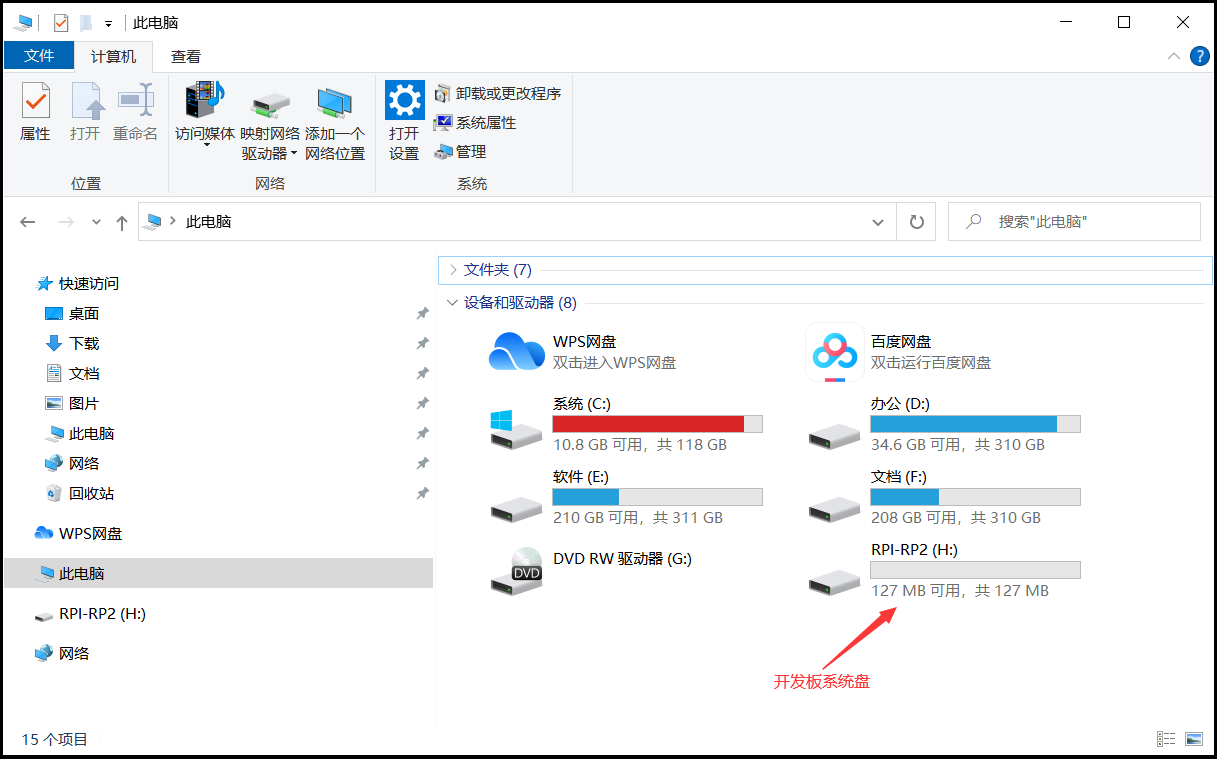 此电脑
文件 计算机 查看
?
属性 打开 重命名 访问媒体 映射网络驱动器 添加一个网络位置 打开设置 卸载或更改程序
系统属性
管理
位置 网络 系统
此电脑 搜索"此电脑"
快速访问
桌面
下载
文档
图片
此电脑
网络
回收站
WPS网盘
此电脑
RPI-RP2 (H:)
网络
文件夹 (7)
设备和驱动器 (8)
WPS网盘
双击进入WPS网盘
百度网盘
双击运行百度网盘
系统 (C:)
10.8 GB 可用，共 118 GB
办公 (D:)
34.6 GB 可用，共 310 GB
软件 (E:)
210 GB 可用，共 311 GB
文档 (F:)
208 GB 可用，共 310 GB
DVD
DVD RW 驱动器 (G:)
RPI-RP2 (H:)
127 MB 可用，共 127 MB
开发板系统盘
15 个项目